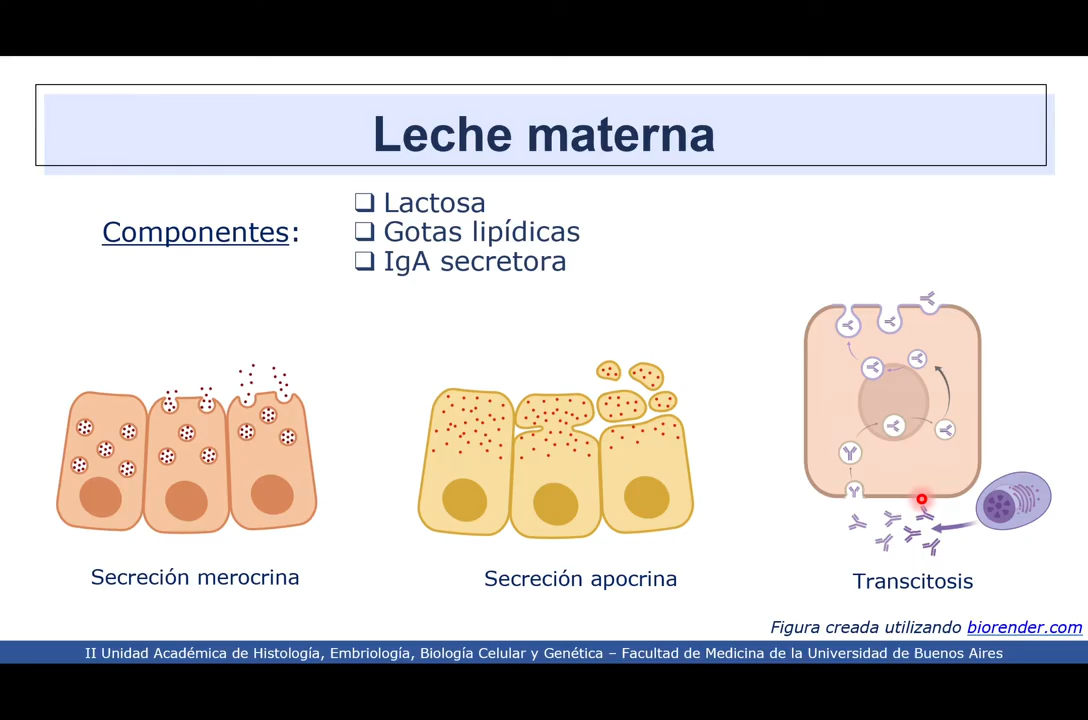 Leche materna
Componentes:
❑ Lactosa
❑ Gotas lipídicas
❑ IgA secretora
Secreción merocrina
Secreción apocrina
Transcitosis
Figura creada utilizando biorender.com
II Unidad Académica de Histología, Embriología, Biología Celular y Genética – Facultad de Medicina de la Universidad de Buenos Aires